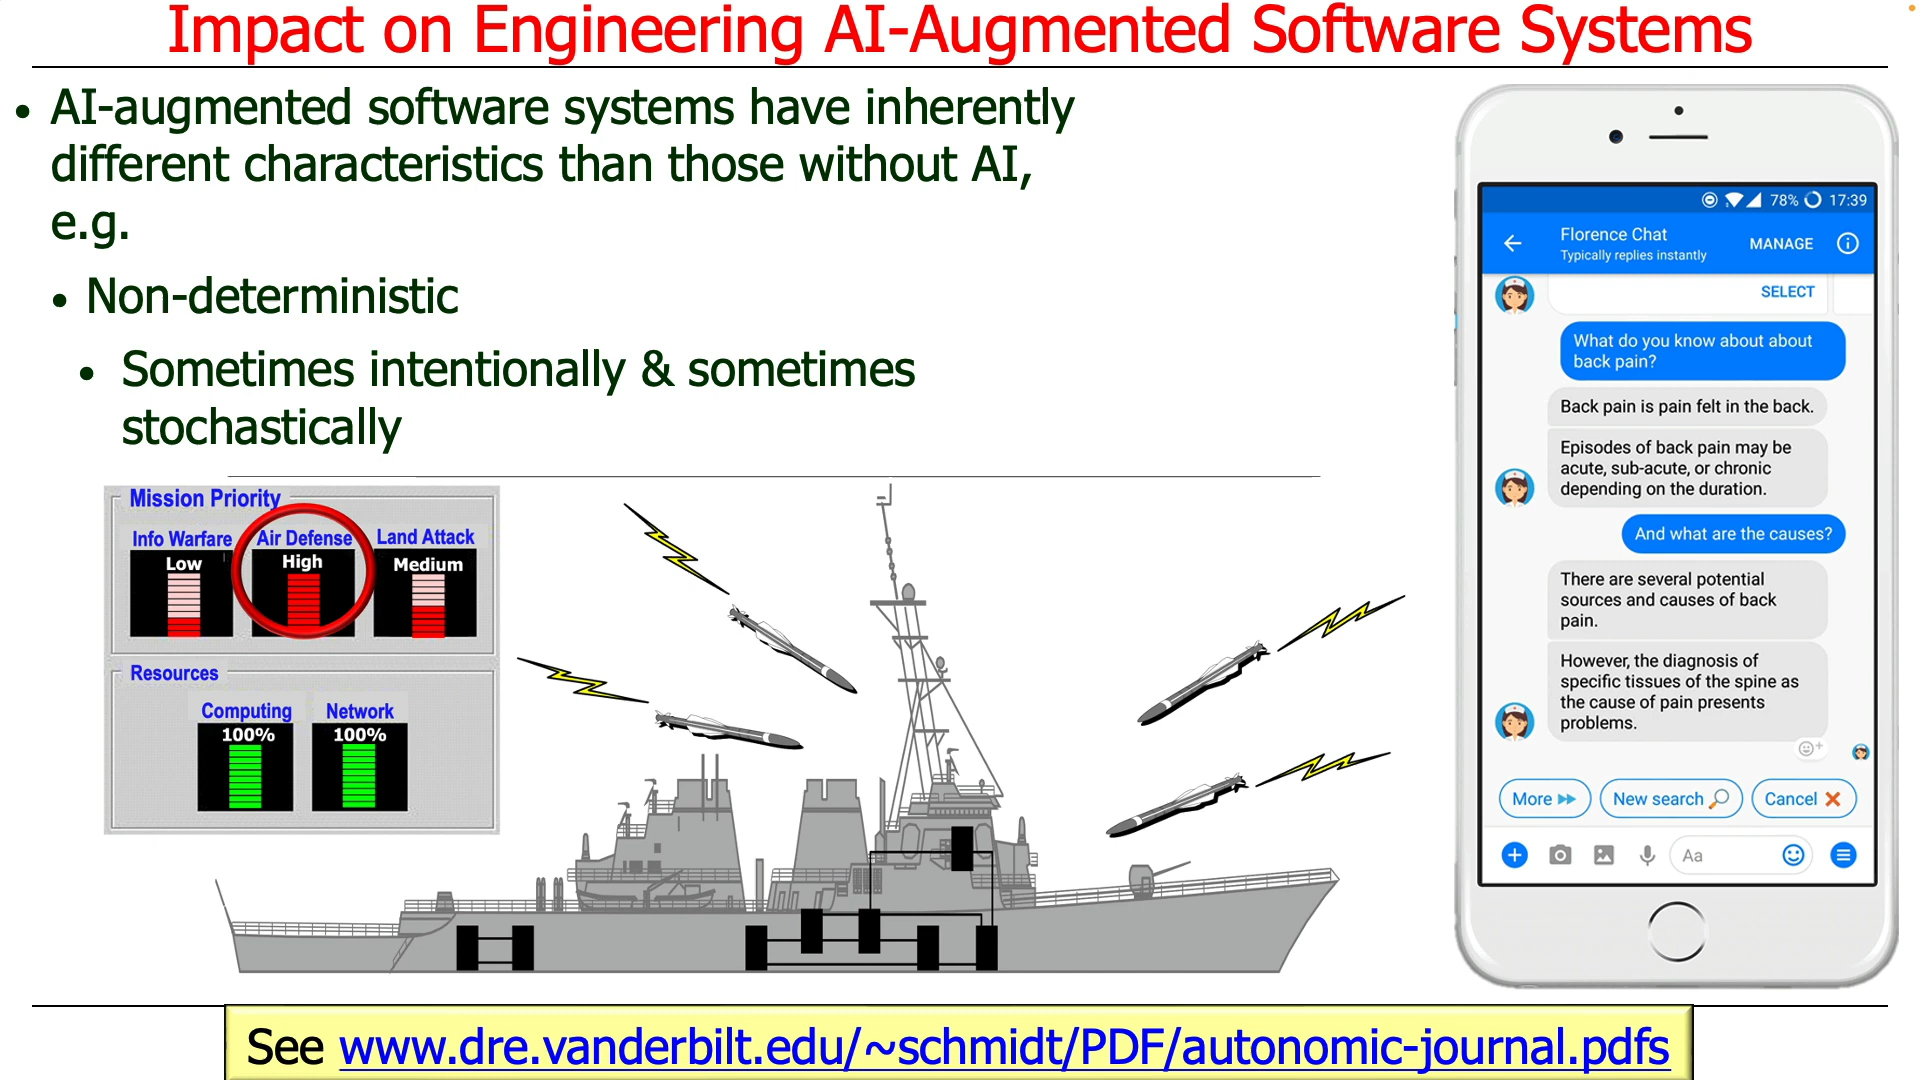 Impact on Engineering AI-Augmented Software Systems
• AI-augmented software systems have inherently
different characteristics than those without AI,
e.g.
• Non-deterministic
• Sometimes intentionally & sometimes
stochastically
Mission Priority
Info Warfare
Air Defense
Land Attack
Low
High
Medium
Resources
Computing
Network
100%
100%
78%
17:39
Florence Chat
Typically replies instantly
MANAGE
SELECT
What do you know about about
back pain?
Back pain is pain felt in the back.
Episodes of back pain may be
acute, sub-acute, or chronic
depending on the duration.
And what are the causes?
There are several potential
sources and causes of back
pain.
However, the diagnosis of
specific tissues of the spine as
the cause of pain presents
problems.
More
New search
Cancel
Aa
See www.dre.vanderbilt.edu/~schmidt/PDF/autonomic-journal.pdfs